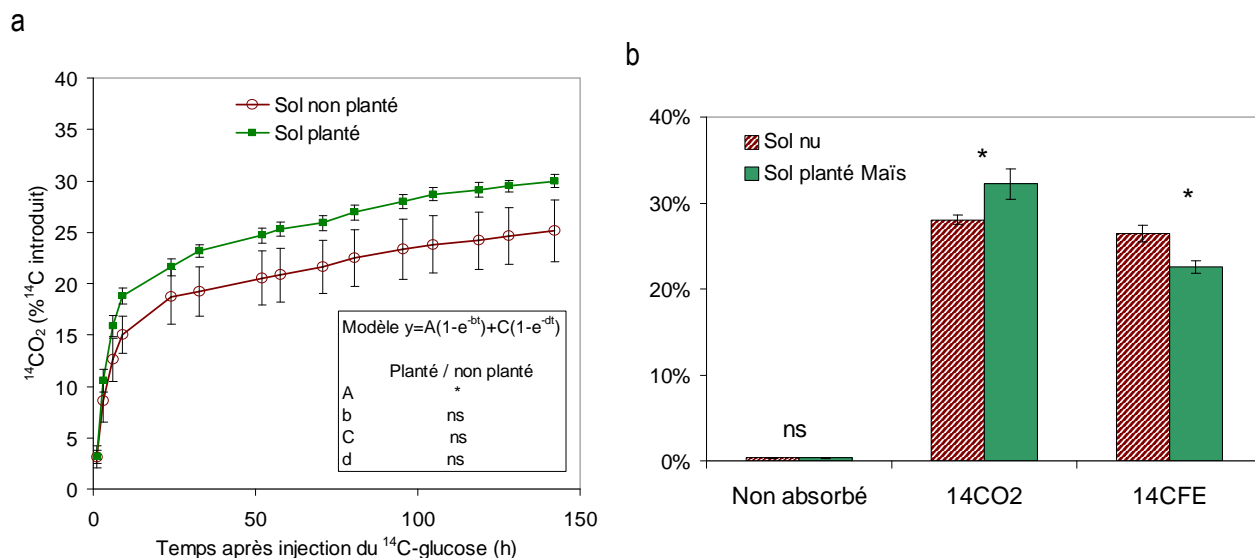 a
40
35
30
25
20
15
10
5
0
¹⁴CO₂ (%¹⁴C introduit)
Sol non planté
Sol planté
Modèle y=A(1-e⁻ᵇᵗ)+C(1-e⁻ᵈᵗ)
Planté / non planté
A *
b ns
C ns
d ns
0 50 100 150
Temps après injection du ¹⁴C-glucose (h)
b
40%
30%
20%
10%
0%
Sol nu
Sol planté Maïs
*
*
ns
Non absorbé 14CO2 14CFE